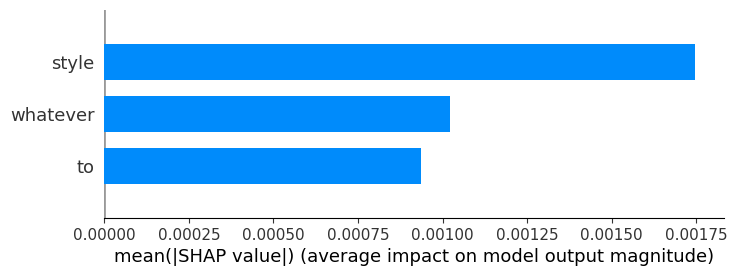 style
whatever
to
0.00000 0.00025 0.00050 0.00075 0.00100 0.00125 0.00150 0.00175
mean(|SHAP value|) (average impact on model output magnitude)